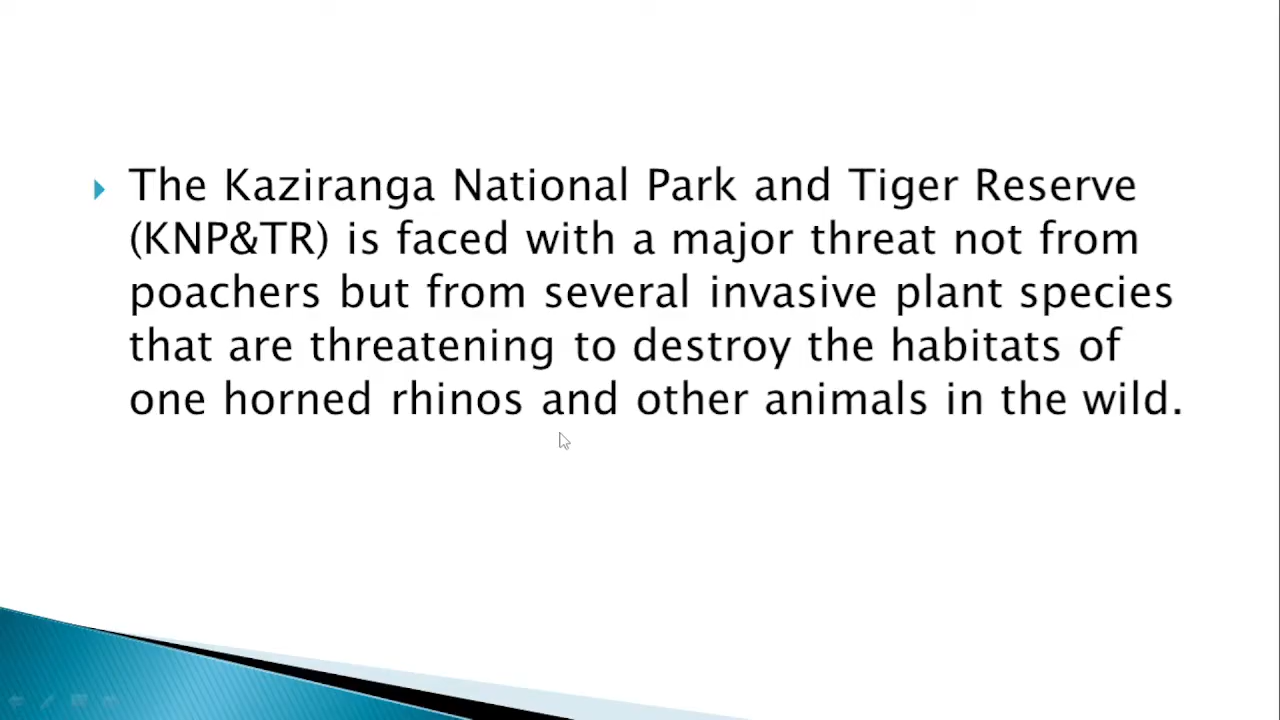 The Kaziranga National Park and Tiger Reserve
(KNP&TR) is faced with a major threat not from
poachers but from several invasive plant species
that are threatening to destroy the habitats of
one horned rhinos and other animals in the wild.